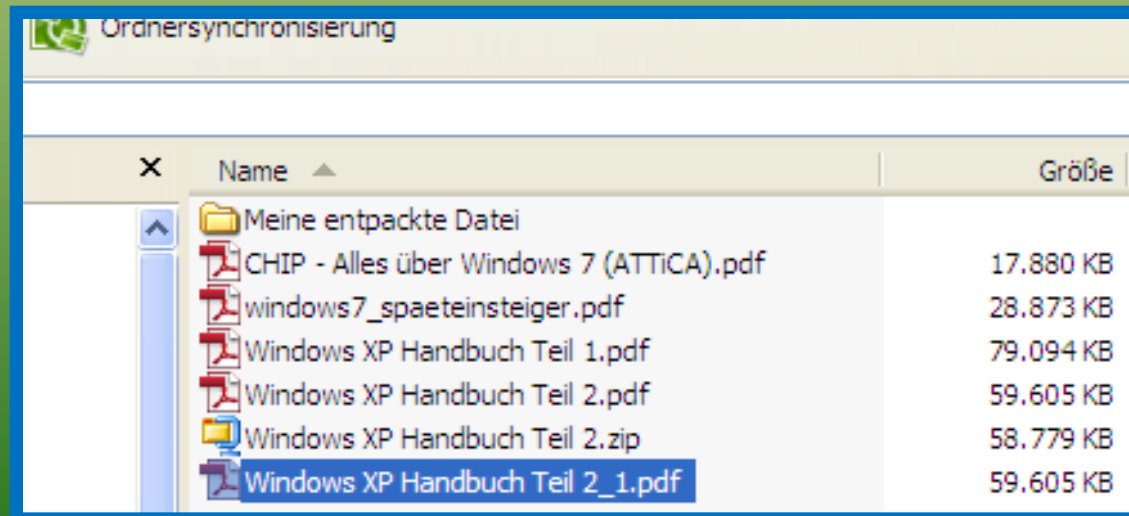 Ordnersynchronisierung
Name Größe
Meine entpackte Datei
CHIP - Alles über Windows 7 (ATTiCA).pdf 17.880 KB
windows7_spaeteinsteiger.pdf 28.873 KB
Windows XP Handbuch Teil 1.pdf 79.094 KB
Windows XP Handbuch Teil 2.pdf 59.605 KB
Windows XP Handbuch Teil 2.zip 58.779 KB
Windows XP Handbuch Teil 2_1.pdf 59.605 KB